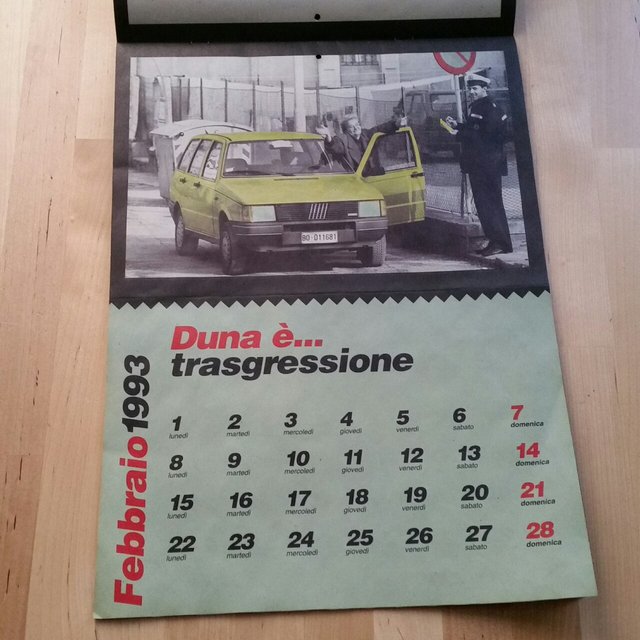 BO·D11681
Duna è...
trasgressione
Febbraio 1993
1 2 3 4 5 6 7
lunedì martedì mercoledì giovedì venerdì sabato domenica
8 9 10 11 12 13 14
lunedì martedì mercoledì giovedì venerdì sabato domenica
15 16 17 18 19 20 21
lunedì martedì mercoledì giovedì venerdì sabato domenica
22 23 24 25 26 27 28
lunedì martedì mercoledì giovedì venerdì sabato domenica